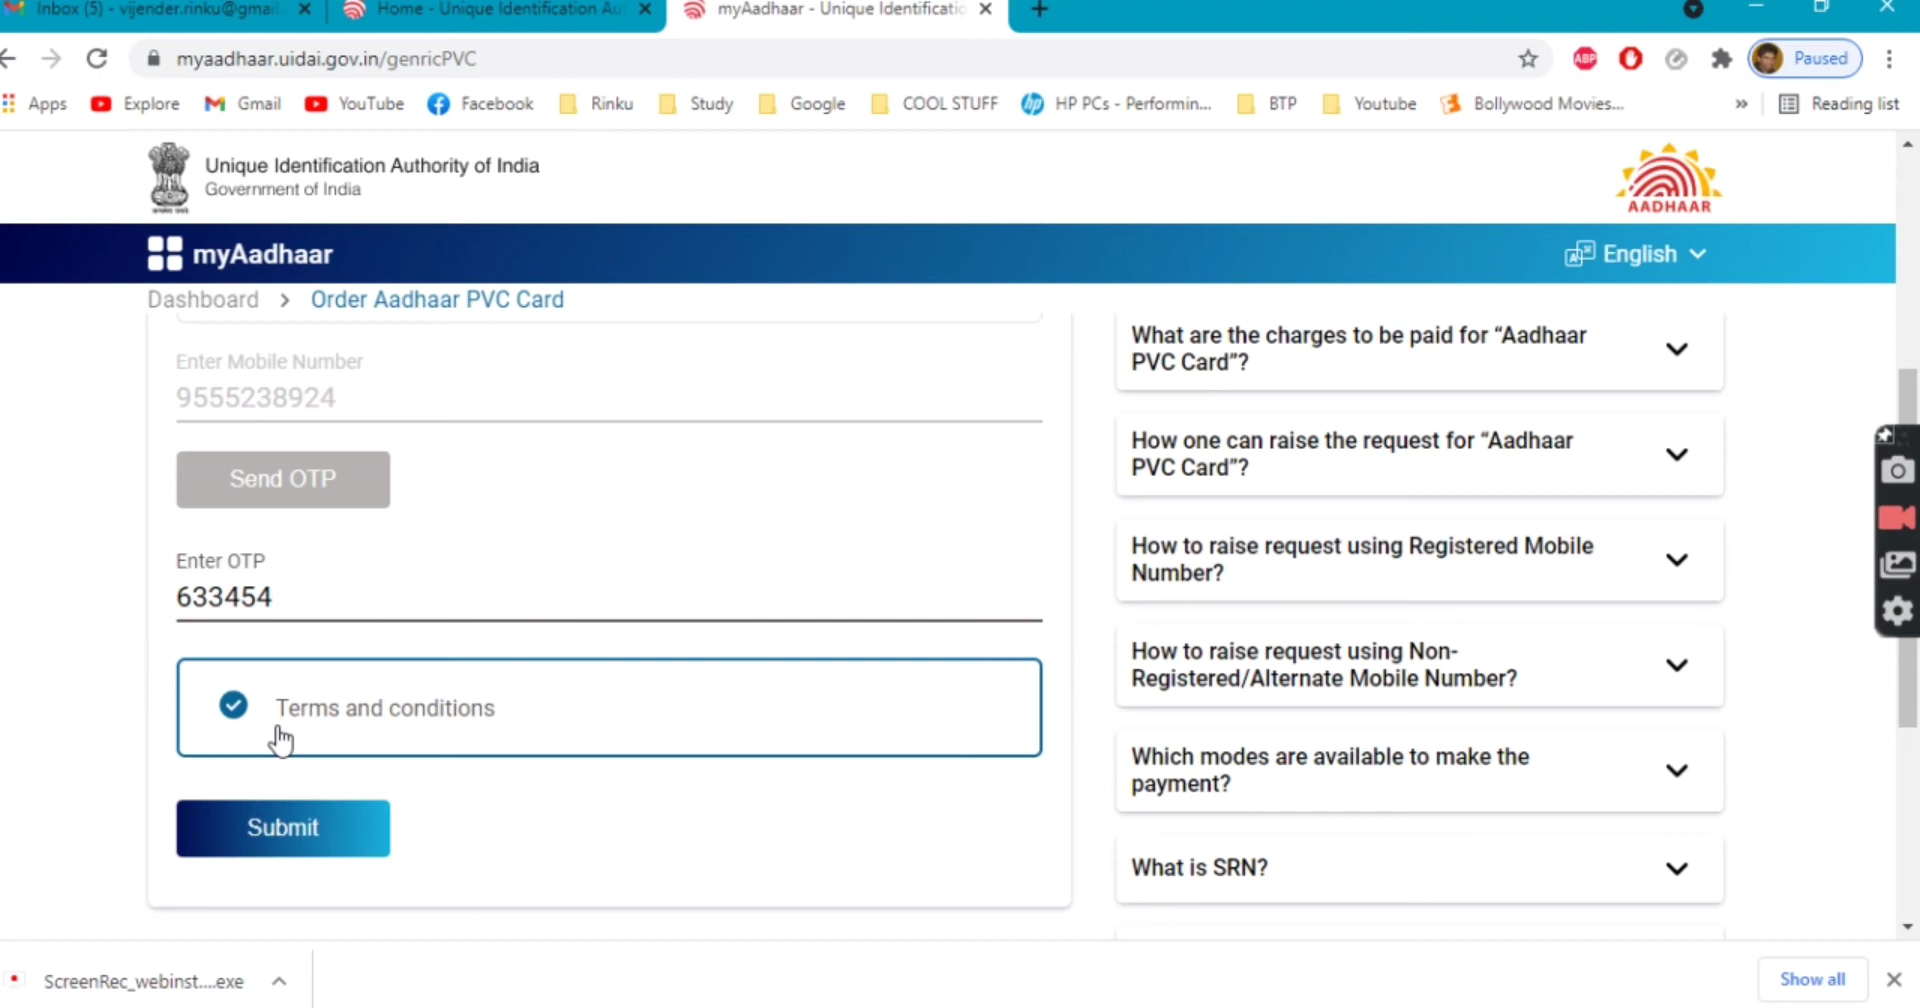 Inbox (5) - vijender.rinku@gmail.
Home - Unique Identification Au
myAadhaar - Unique Identificatio
myaadhaar.uidai.gov.in/genricPVC
ABP
Paused
Apps
Explore
Gmail
YouTube
Facebook
Rinku
Study
Google
COOL STUFF
HP PCs - Performin...
BTP
Youtube
Bollywood Movies...
»
Reading list
Unique Identification Authority of India
Government of India
AADHAAR
myAadhaar
English
Dashboard > Order Aadhaar PVC Card
Enter Mobile Number
9555238924
Send OTP
Enter OTP
633454
Terms and conditions
Submit
What are the charges to be paid for “Aadhaar
PVC Card”?
How one can raise the request for “Aadhaar
PVC Card”?
How to raise request using Registered Mobile
Number?
How to raise request using Non-
Registered/Alternate Mobile Number?
Which modes are available to make the
payment?
What is SRN?
ScreenRec_webinst....exe
Show all